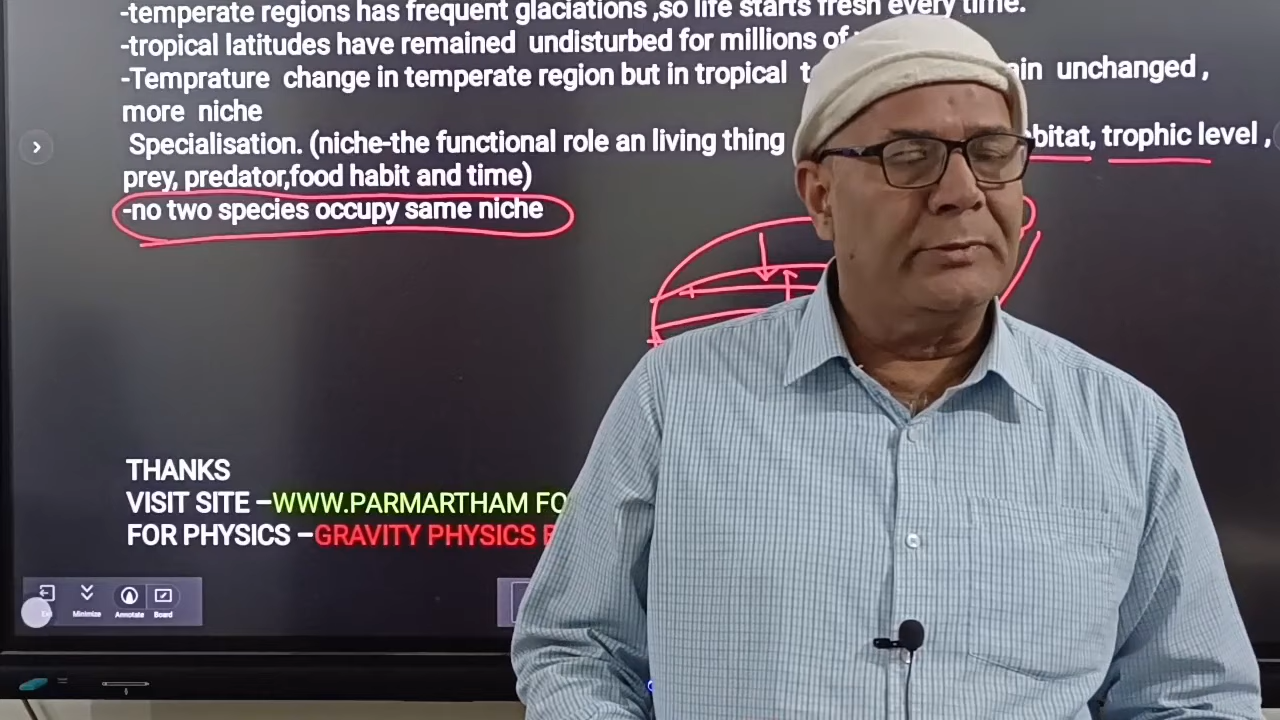 -temperate regions has frequent glaciations ,so life starts fresh every time.
-tropical latitudes have remained undisturbed for millions of
-Temprature change in temperate region but in tropical unchanged ,
more niche
Specialisation. (niche-the functional role an living thing trophic level ,
prey, predator,food habit and time)
-no two species occupy same niche
THANKS
VISIT SITE –WWW.PARMARTHAM
FOR PHYSICS –GRAVITY PHYSICS
Minimize Annotate Board